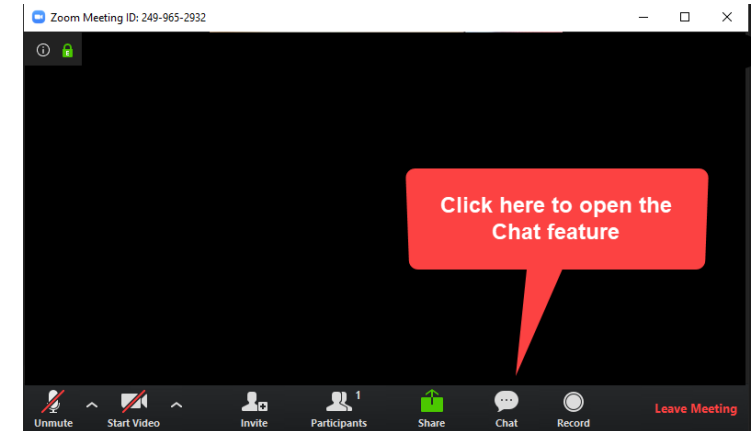 Zoom Meeting ID: 249-965-2932
E
Click here to open the
Chat feature
1
Unmute Start Video Invite Participants Share Chat Record Leave Meeting